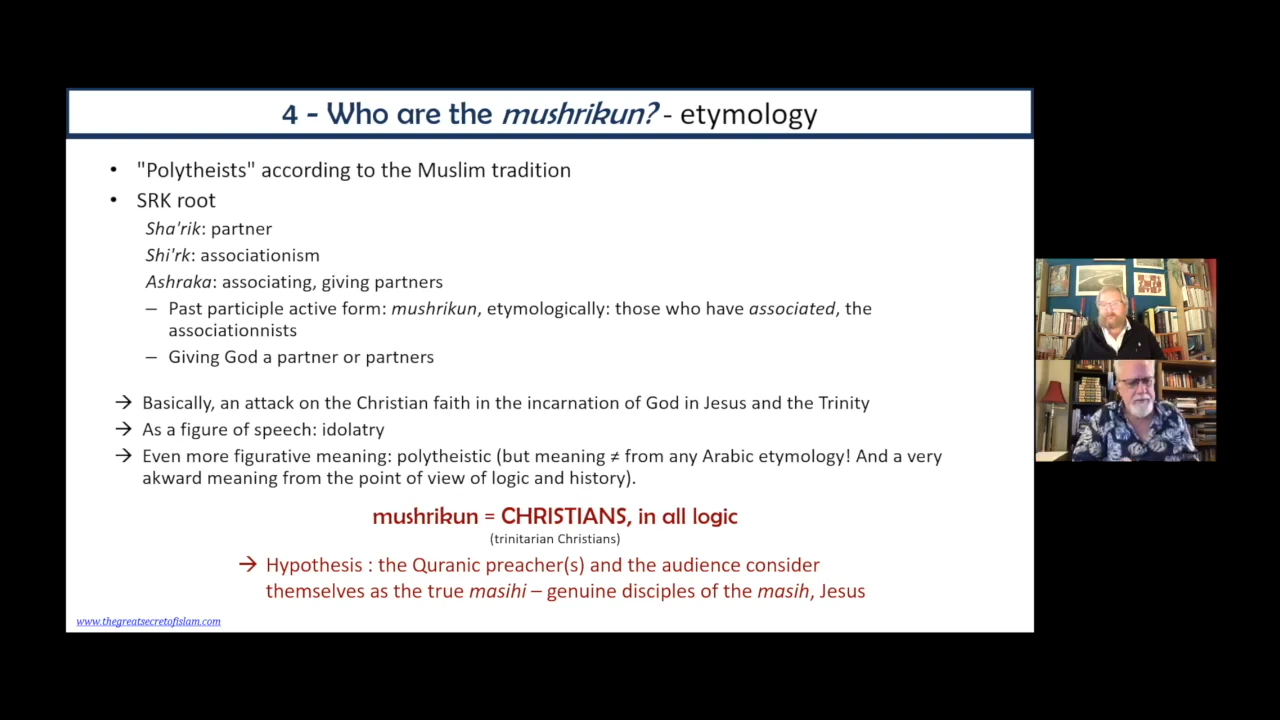 4 - Who are the mushrikun? - etymology
• "Polytheists" according to the Muslim tradition
• SRK root
Sha'rik: partner
Shi'rk: associationism
Ashraka: associating, giving partners
– Past participle active form: mushrikun, etymologically: those who have associated, the
associationnists
– Giving God a partner or partners
→ Basically, an attack on the Christian faith in the incarnation of God in Jesus and the Trinity
→ As a figure of speech: idolatry
→ Even more figurative meaning: polytheistic (but meaning ≠ from any Arabic etymology! And a very
akward meaning from the point of view of logic and history).
mushrikun = CHRISTIANS, in all logic
(trinitarian Christians)
→ Hypothesis : the Quranic preacher(s) and the audience consider
themselves as the true masihi – genuine disciples of the masih, Jesus
www.thegreatsecretofislam.com